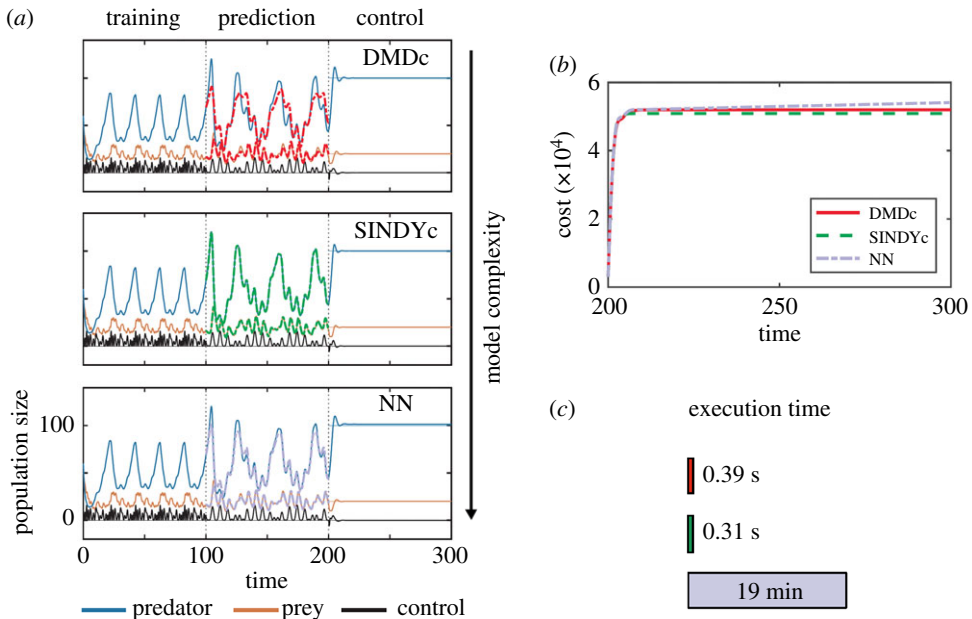 (a)
training prediction control
DMDc
SINDYc
NN
population size
100
0
0 100 200 300
time
predator prey control
model complexity
(b)
6
4
2
0
cost (×10⁴)
DMDc
SINDYc
NN
200 250 300
time
(c)
execution time
0.39 s
0.31 s
19 min